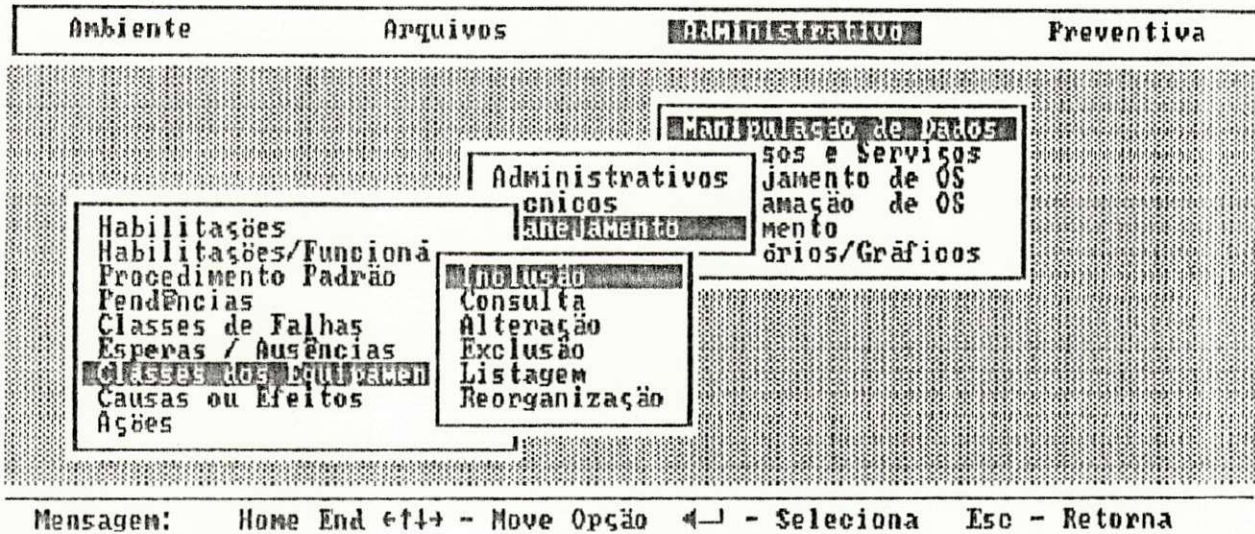 Ambiente Arquivos Administrativo Preventiva
Manipulação de Dados
sos e Serviços
jamento de OS
amação de OS
mento
órios/Gráficos
Administrativos
cnicos
anejamento
Habilitações
Habilitações/Funcioná
Procedimento Padrão
Pendências
Classes de Falhas
Esperas / Ausências
Classes dos Equipamen
Causas ou Efeitos
Ações
Inclusão
Consulta
Alteração
Exclusão
Listagem
Reorganização
Mensagem: Home End ←↑↓→ - Move Opção ◄─┘ - Seleciona Esc - Retorna